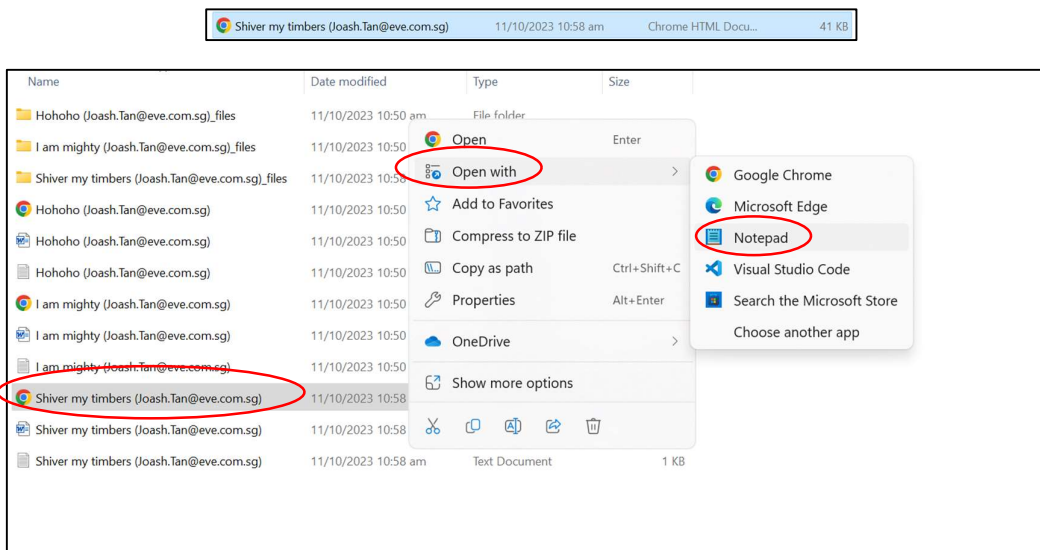 Shiver my timbers (Joash.Tan@eve.com.sg) 11/10/2023 10:58 am Chrome HTML Docu... 41 KB
Name Date modified Type Size
Hohoho (Joash.Tan@eve.com.sg)_files 11/10/2023 10:50 am File folder
Open Enter
I am mighty (Joash.Tan@eve.com.sg)_files 11/10/2023 10:50
Open with > Google Chrome
Shiver my timbers (Joash.Tan@eve.com.sg)_files 11/10/2023 10:58
Add to Favorites Microsoft Edge
Hohoho (Joash.Tan@eve.com.sg) 11/10/2023 10:50
Compress to ZIP file Notepad
Hohoho (Joash.Tan@eve.com.sg) 11/10/2023 10:50
Copy as path Ctrl+Shift+C Visual Studio Code
Hohoho (Joash.Tan@eve.com.sg) 11/10/2023 10:50
Properties Alt+Enter Search the Microsoft Store
I am mighty (Joash.Tan@eve.com.sg) 11/10/2023 10:50
Choose another app
I am mighty (Joash.Tan@eve.com.sg) 11/10/2023 10:50
OneDrive >
I am mighty (Joash.Tan@eve.com.sg) 11/10/2023 10:50
Show more options
Shiver my timbers (Joash.Tan@eve.com.sg) 11/10/2023 10:58
Shiver my timbers (Joash.Tan@eve.com.sg) 11/10/2023 10:58
Shiver my timbers (Joash.Tan@eve.com.sg) 11/10/2023 10:58 am Text Document 1 KB